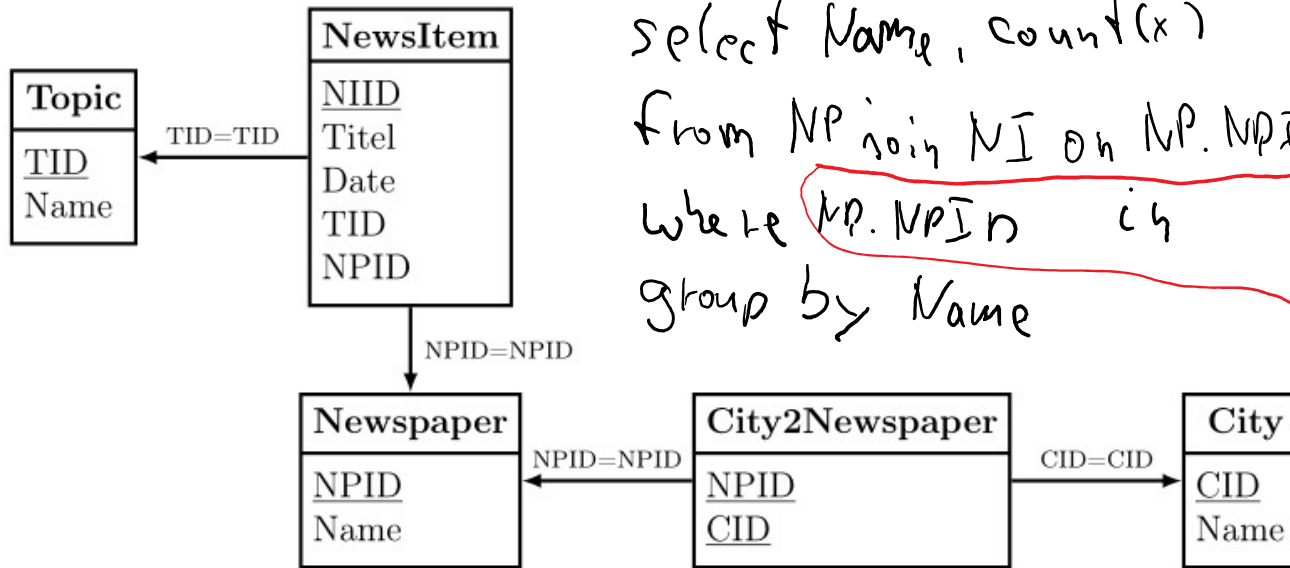 NewsItem
NIID
Titel
Date
TID
NPID
Topic
TID
Name
TID=TID
select Name, count(x)
from NP join NI on NP.NPI
where NP.NPID in
group by Name
NPID=NPID
Newspaper
NPID
Name
NPID=NPID
City2Newspaper
NPID
CID
CID=CID
City
CID
Name